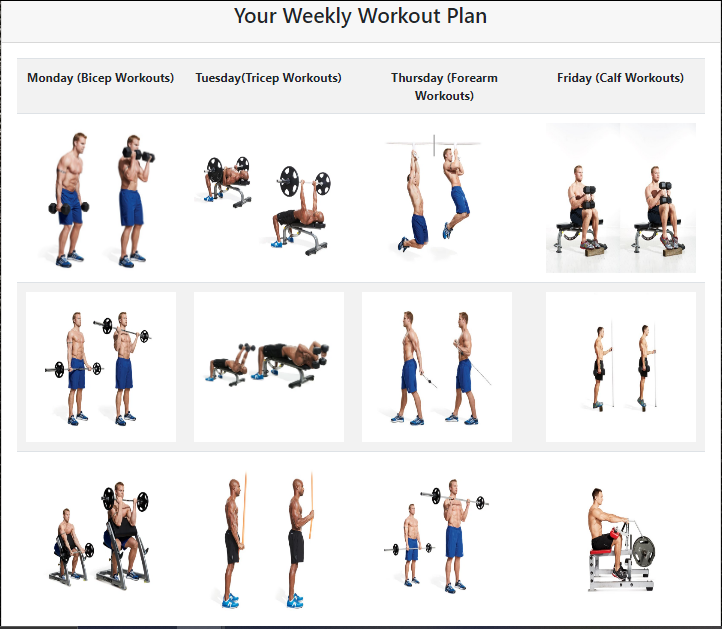 Your Weekly Workout Plan
Monday (Bicep Workouts)
Tuesday(Tricep Workouts)
Thursday (Forearm
Workouts)
Friday (Calf Workouts)